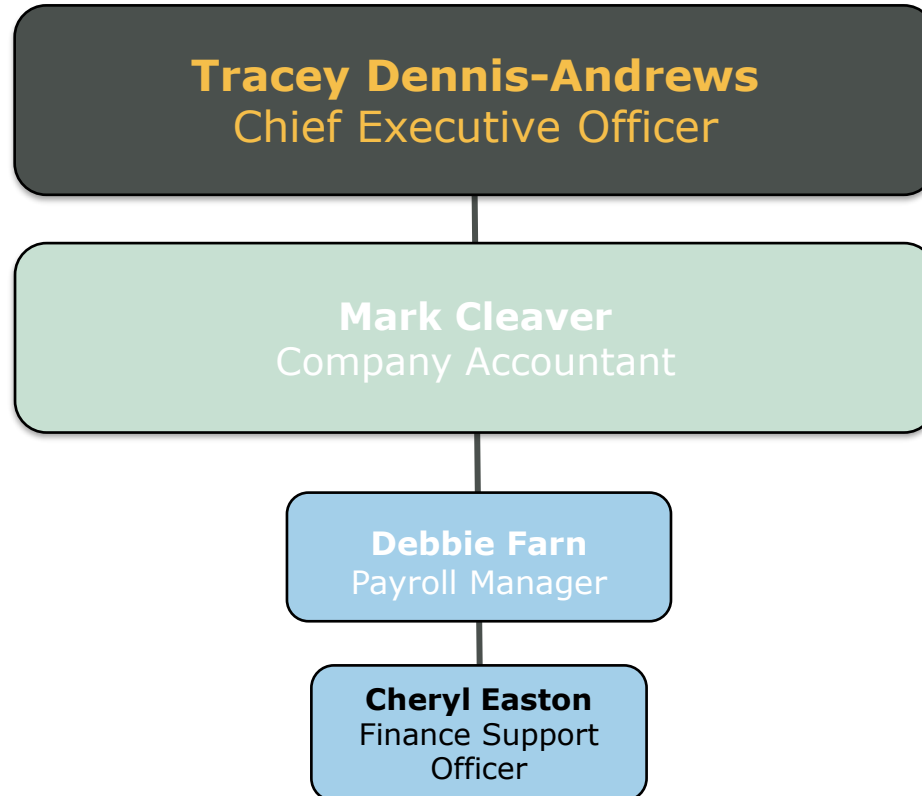 Tracey Dennis-Andrews
Chief Executive Officer
Mark Cleaver
Company Accountant
Debbie Farn
Payroll Manager
Cheryl Easton
Finance Support
Officer